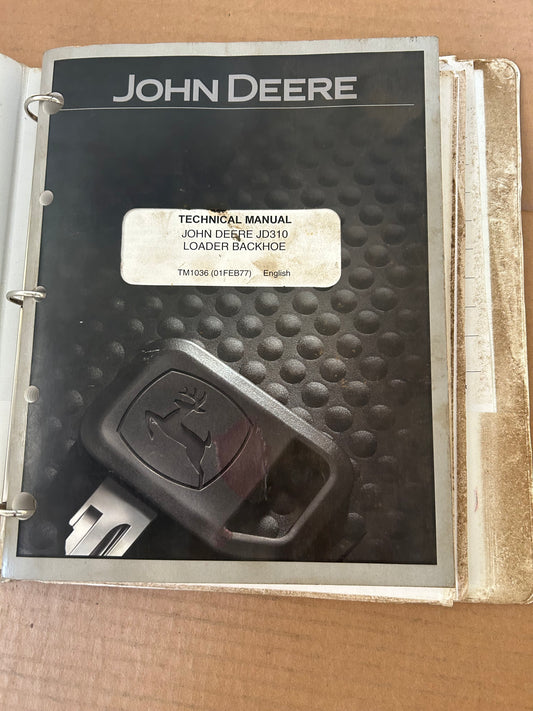 JOHN DEERE
TECHNICAL MANUAL
JOHN DEERE JD310
LOADER BACKHOE
TM1036 (01FEB77) English